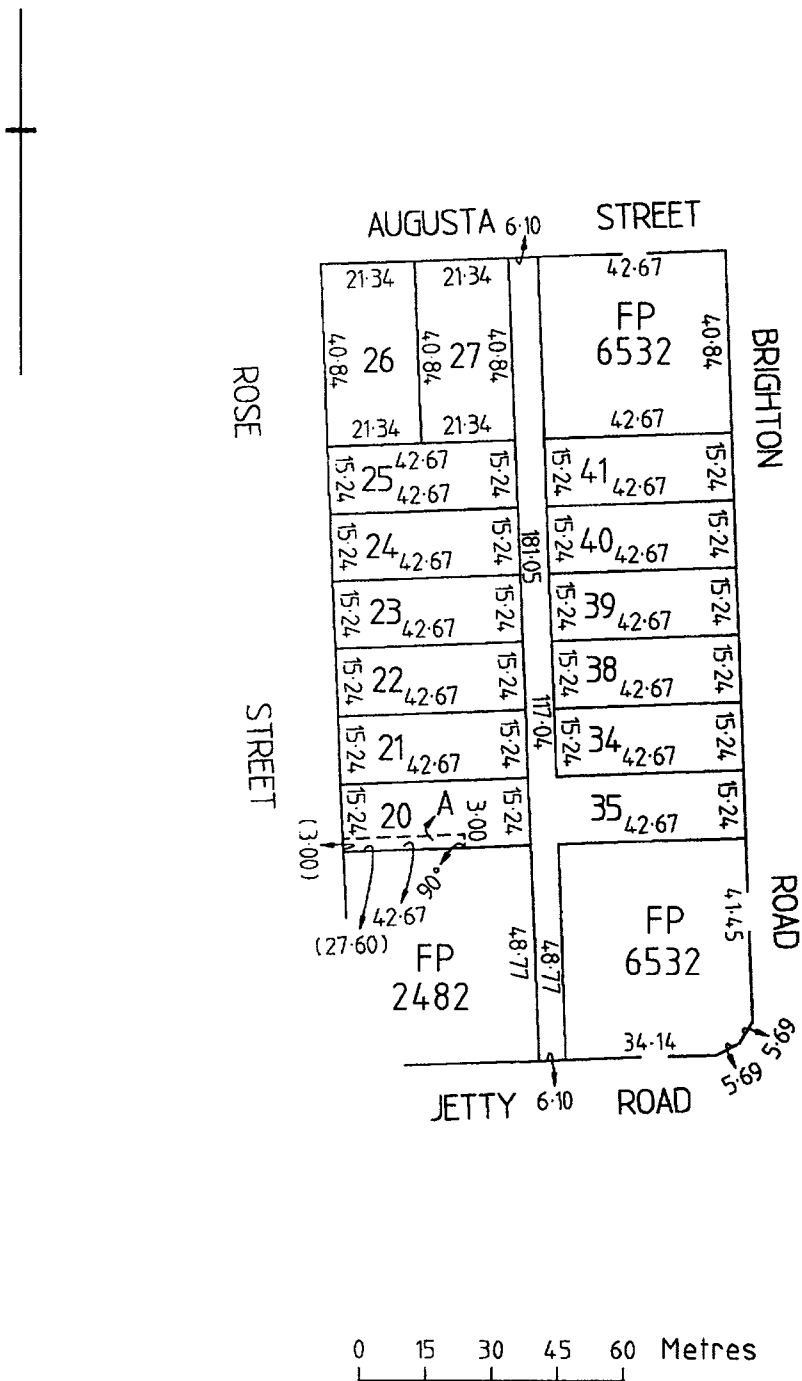 AUGUSTA 6·10 STREET
21·34 21·34 42·67
40·84 26 40·84 27 40·84 FP 6532 40·84
21·34 21·34 42·67
BRIGHTON
ROSE
15·24 25 42·67 15·24
42·67
15·24 41 42·67 15·24
15·24 24 42·67 15·24
181·05
15·24 40 42·67 15·24
15·24 23 42·67 15·24
15·24 39 42·67 15·24
15·24 22 42·67 15·24
15·24 38 42·67 15·24
117·04
STREET
15·24 21 42·67 15·24
15·24 34 42·67 15·24
15·24 20 A 3·00 15·24
35 42·67 15·24
(3·00)
90°
42·67
(27·60)
ROAD
FP
2482
48·77
48·77
FP
6532
41·45
34·14
5·69
5·69
JETTY 6·10 ROAD
0 15 30 45 60 Metres